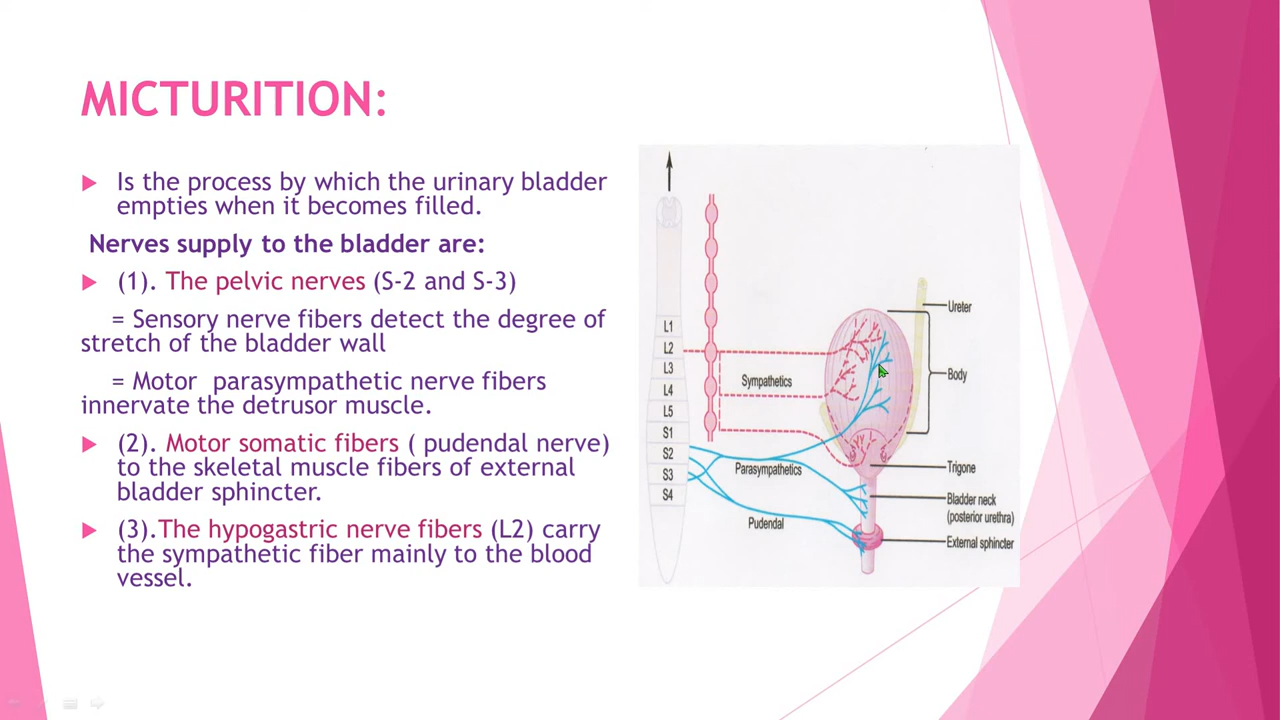 MICTURITION:
Is the process by which the urinary bladder
empties when it becomes filled.
Nerves supply to the bladder are:
(1). The pelvic nerves (S-2 and S-3)
= Sensory nerve fibers detect the degree of
stretch of the bladder wall
= Motor parasympathetic nerve fibers
innervate the detrusor muscle.
(2). Motor somatic fibers ( pudendal nerve)
to the skeletal muscle fibers of external
bladder sphincter.
(3).The hypogastric nerve fibers (L2) carry
the sympathetic fiber mainly to the blood
vessel.
L1
L2
L3
L4
L5
S1
S2
S3
S4
Sympathetics
Parasympathetics
Pudendal
Ureter
Body
Trigone
Bladder neck
(posterior urethra)
External sphincter